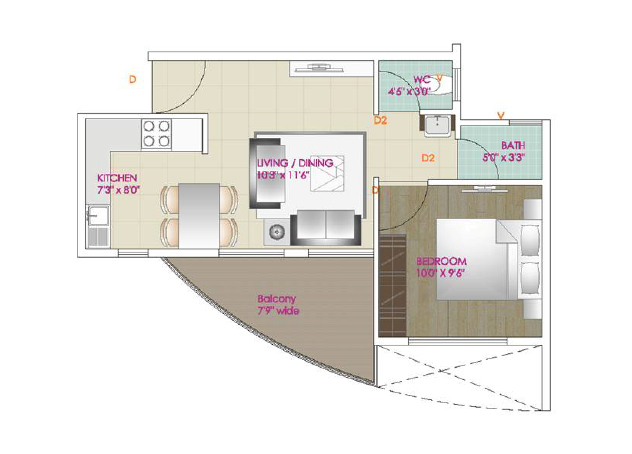 D
WC
4'6" x 3'0"
V
D2
V
BATH
5'0" x 3'3"
D2
LIVING / DINING
10'3" x 11'6"
KITCHEN
7'3" x 8'0"
D
BEDROOM
10'0" X 9'6"
Balcony
7'9" wide